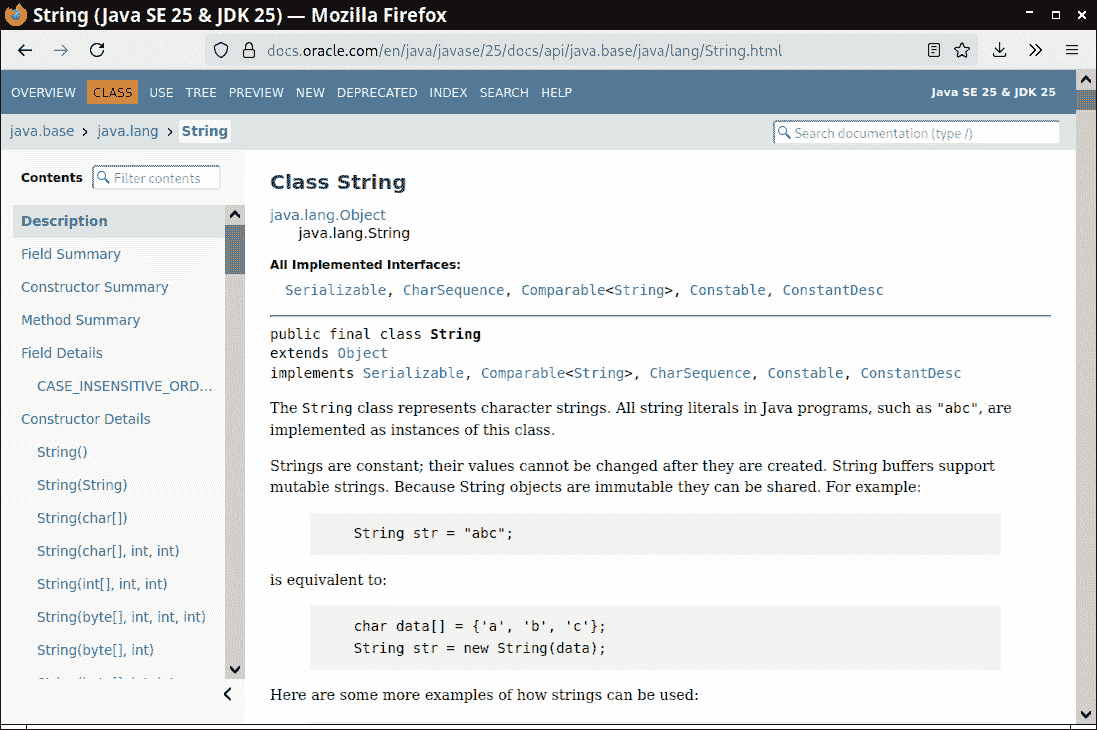 String (Java SE 25 & JDK 25) — Mozilla Firefox
docs.oracle.com/en/java/javase/25/docs/api/java.base/java/lang/String.html
OVERVIEW CLASS USE TREE PREVIEW NEW DEPRECATED INDEX SEARCH HELP Java SE 25 & JDK 25
java.base › java.lang › String
Search documentation (type /)
Contents
Filter contents
Description
Field Summary
Constructor Summary
Method Summary
Field Details
CASE_INSENSITIVE_ORD...
Constructor Details
String()
String(String)
String(char[])
String(char[], int, int)
String(int[], int, int)
String(byte[], int, int, int)
String(byte[], int)
Class String
java.lang.Object
java.lang.String
All Implemented Interfaces:
Serializable, CharSequence, Comparable<String>, Constable, ConstantDesc
public final class String
extends Object
implements Serializable, Comparable<String>, CharSequence, Constable, ConstantDesc
The String class represents character strings. All string literals in Java programs, such as "abc", are
implemented as instances of this class.
Strings are constant; their values cannot be changed after they are created. String buffers support
mutable strings. Because String objects are immutable they can be shared. For example:
String str = "abc";
is equivalent to:
char data[] = {'a', 'b', 'c'};
String str = new String(data);
Here are some more examples of how strings can be used: